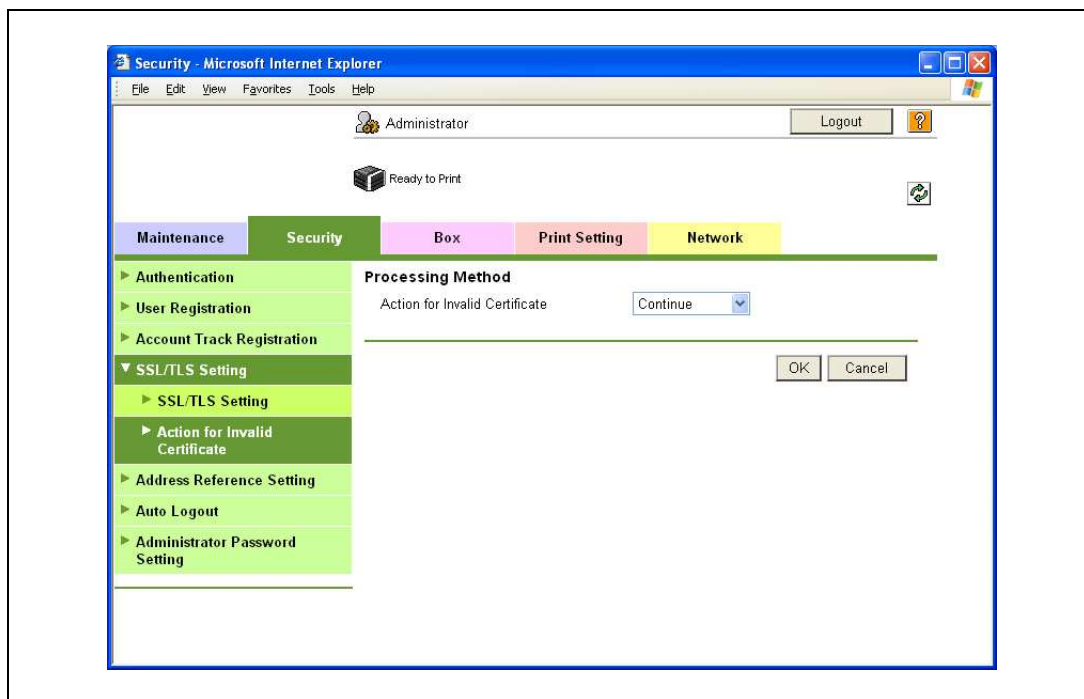 Security - Microsoft Internet Explorer
File Edit View Favorites Tools Help
Administrator
Logout
?
Ready to Print
Maintenance Security Box Print Setting Network
Authentication
User Registration
Account Track Registration
SSL/TLS Setting
SSL/TLS Setting
Action for Invalid
Certificate
Address Reference Setting
Auto Logout
Administrator Password
Setting
Processing Method
Action for Invalid Certificate Continue
OK Cancel